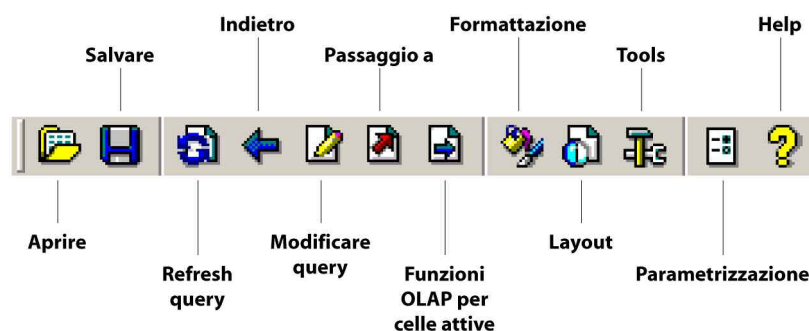 Indietro
Formattazione
Help
Salvare
Passaggio a
Tools
Aprire
Modificare
query
Layout
Refresh
query
Funzioni
OLAP per
celle attive
Parametrizzazione